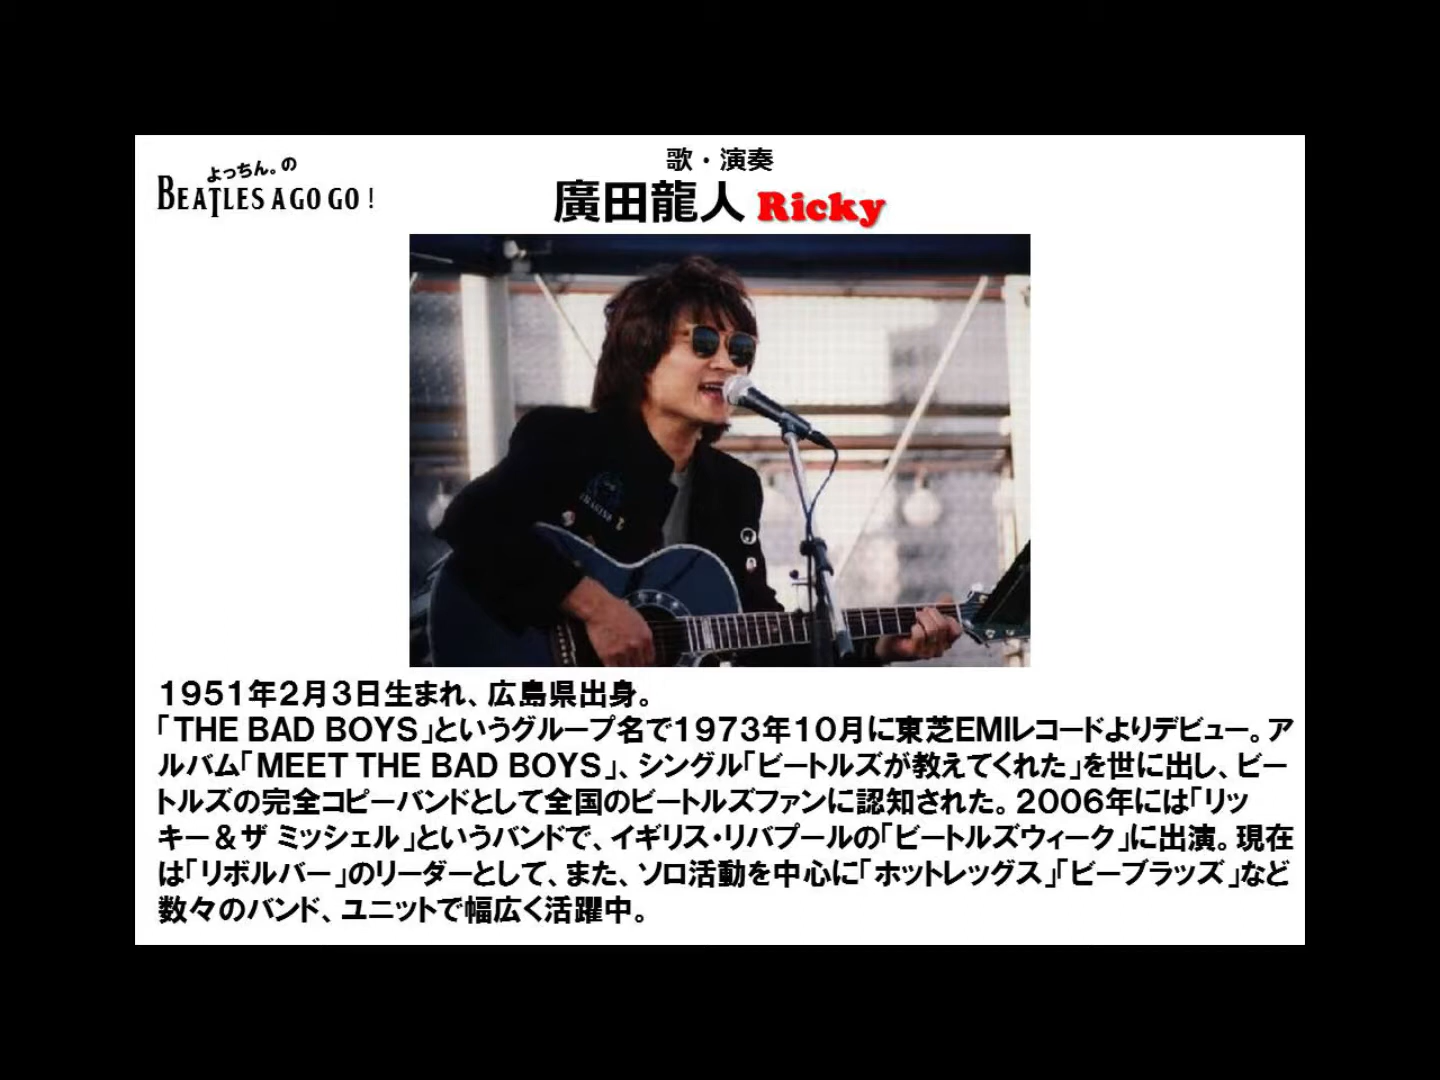 よっちん。の
BEATLES A GO GO !
歌・演奏
廣田龍人 Ricky
1951年2月3日生まれ、広島県出身。
「THE BAD BOYS」というグループ名で1973年10月に東芝EMIレコードよりデビュー。ア
ルバム「MEET THE BAD BOYS」、シングル「ビートルズが教えてくれた」を世に出し、ビー
トルズの完全コピーバンドとして全国のビートルズファンに認知された。2006年には「リッ
キー＆ザ ミッシェル」というバンドで、イギリス・リバプールの「ビートルズウィーク」に出演。現在
は「リボルバー」のリーダーとして、また、ソロ活動を中心に「ホットレッグス」「ビーブラッズ」など
数々のバンド、ユニットで幅広く活躍中。